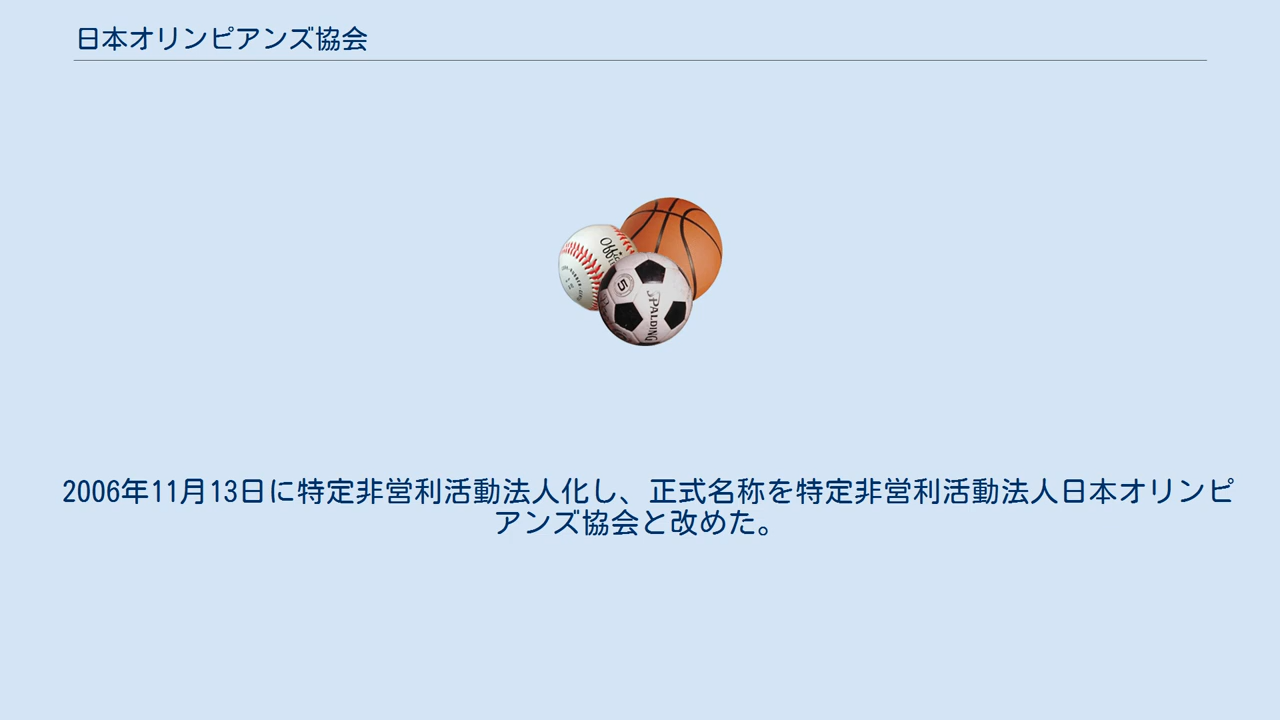 日本オリンピアンズ協会
Offic
5
SPALDING
2006年11月13日に特定非営利活動法人化し、正式名称を特定非営利活動法人日本オリンピ
アンズ協会と改めた。